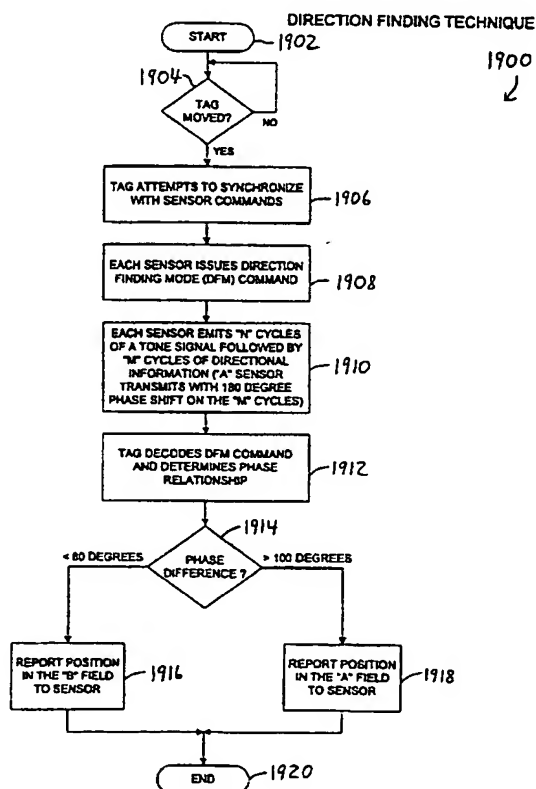 DIRECTION FINDING TECHNIQUE
1900
START
1902
1904
TAG
MOVED?
NO
YES
TAG ATTEMPTS TO SYNCHRONIZE
WITH SENSOR COMMANDS
1906
EACH SENSOR ISSUES DIRECTION
FINDING MODE (DFM) COMMAND
1908
EACH SENSOR EMITS "N" CYCLES
OF A TONE SIGNAL FOLLOWED BY
"M" CYCLES OF DIRECTIONAL
INFORMATION ("A" SENSOR
TRANSMITS WITH 180 DEGREE
PHASE SHIFT ON THE "M" CYCLES)
1910
TAG DECODES DFM COMMAND
AND DETERMINES PHASE
RELATIONSHIP
1912
1914
< 80 DEGREES
PHASE
DIFFERENCE ?
> 100 DEGREES
REPORT POSITION
IN THE "B" FIELD
TO SENSOR
1916
REPORT POSITION
IN THE "A" FIELD
TO SENSOR
1918
END
1920